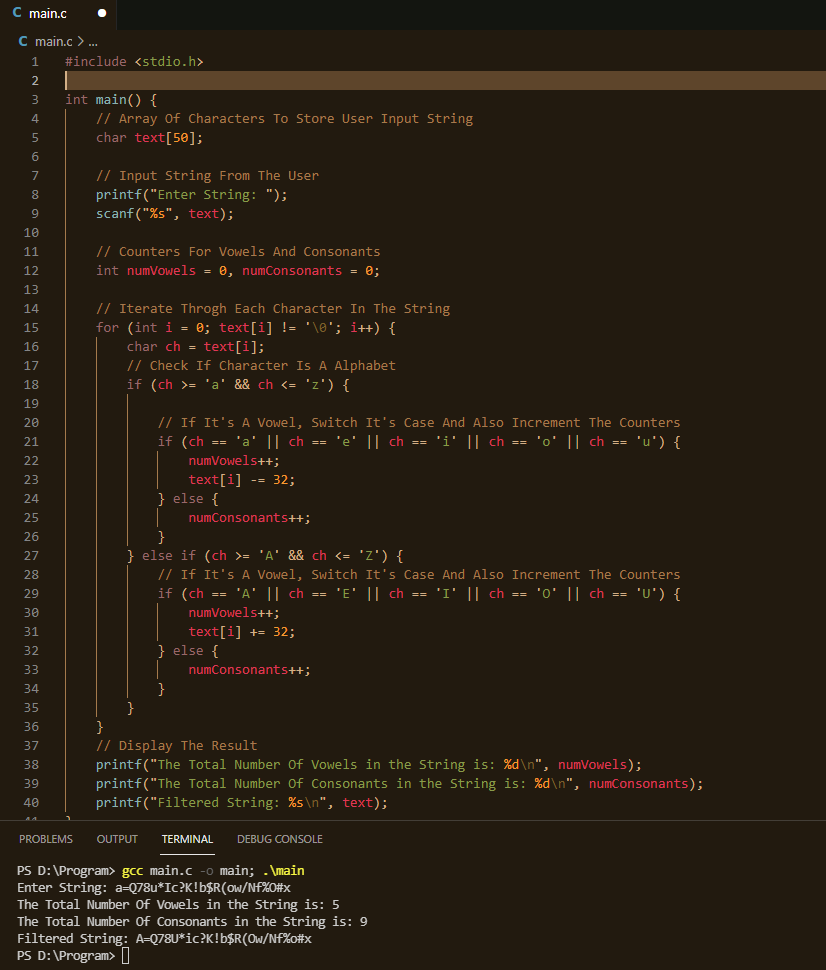 main.c
main.c > ...
1 #include <stdio.h>
2
3 int main() {
4 // Array Of Characters To Store User Input String
5 char text[50];
6
7 // Input String From The User
8 printf("Enter String: ");
9 scanf("%s", text);
10
11 // Counters For Vowels And Consonants
12 int numVowels = 0, numConsonants = 0;
13
14 // Iterate Throgh Each Character In The String
15 for (int i = 0; text[i] != '\0'; i++) {
16 char ch = text[i];
17 // Check If Character Is A Alphabet
18 if (ch >= 'a' && ch <= 'z') {
19
20 // If It's A Vowel, Switch It's Case And Also Increment The Counters
21 if (ch == 'a' || ch == 'e' || ch == 'i' || ch == 'o' || ch == 'u') {
22 numVowels++;
23 text[i] -= 32;
24 } else {
25 numConsonants++;
26 }
27 } else if (ch >= 'A' && ch <= 'Z') {
28 // If It's A Vowel, Switch It's Case And Also Increment The Counters
29 if (ch == 'A' || ch == 'E' || ch == 'I' || ch == 'O' || ch == 'U') {
30 numVowels++;
31 text[i] += 32;
32 } else {
33 numConsonants++;
34 }
35 }
36 }
37 // Display The Result
38 printf("The Total Number Of Vowels in the String is: %d\n", numVowels);
39 printf("The Total Number Of Consonants in the String is: %d\n", numConsonants);
40 printf("Filtered String: %s\n", text);
PROBLEMS OUTPUT TERMINAL DEBUG CONSOLE
PS D:\Program> gcc main.c -o main; .\main
Enter String: a=Q78u*Ic?K!b$R(ow/Nf%O#x
The Total Number Of Vowels in the String is: 5
The Total Number Of Consonants in the String is: 9
Filtered String: A=Q78U*ic?K!b$R(Ow/Nf%o#x
PS D:\Program>